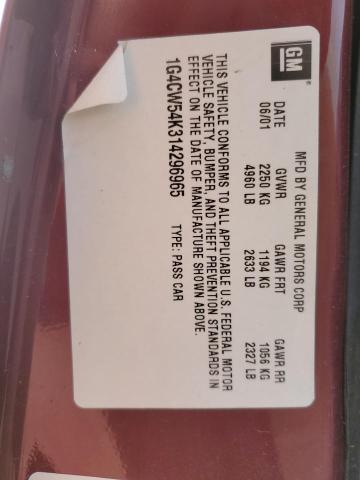 GM
MFD BY GENERAL MOTORS CORP
DATE GVWR GAWR FRT GAWR RR
06/01 2250 KG 1194 KG 1056 KG
4960 LB 2633 LB 2327 LB
THIS VEHICLE CONFORMS TO ALL APPLICABLE U.S. FEDERAL MOTOR
VEHICLE SAFETY, BUMPER, AND THEFT PREVENTION STANDARDS IN
EFFECT ON THE DATE OF MANUFACTURE SHOWN ABOVE.
1G4CW54K314296965 TYPE: PASS CAR